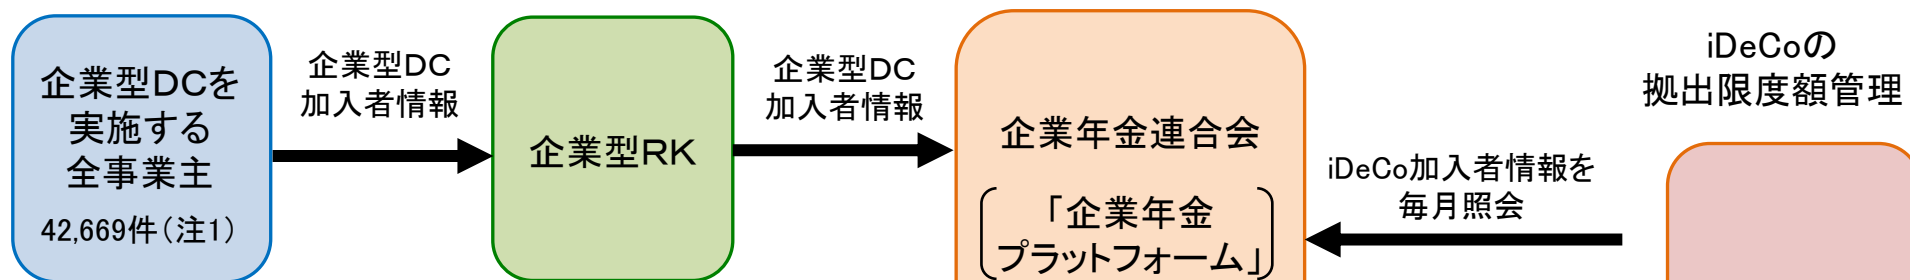 企業型DCを
実施する
全事業主
42,669件（注1）
企業型DC
加入者情報
企業型RK
企業型DC
加入者情報
企業年金連合会
「企業年金
プラットフォーム」
iDeCo加入者情報を
毎月照会
iDeCoの
拠出限度額管理